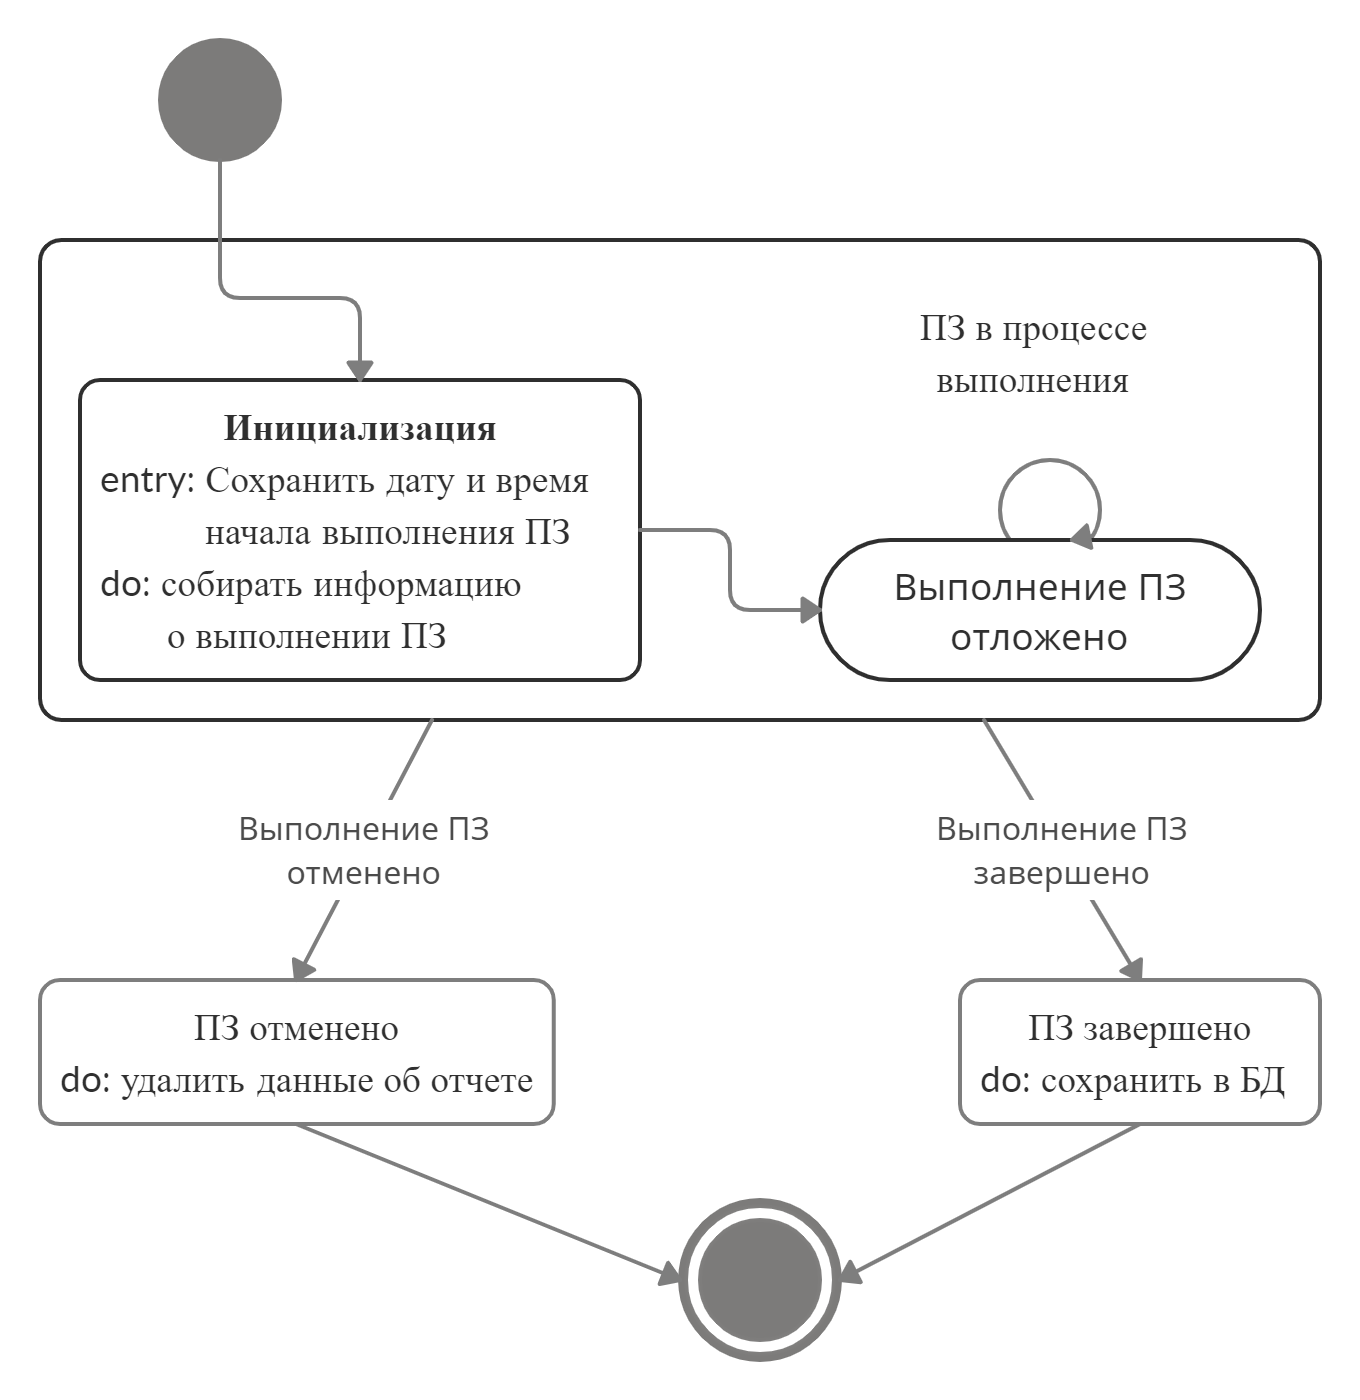 ПЗ в процессе
выполнения
Инициализация
entry: Сохранить дату и время
начала выполнения ПЗ
do: собирать информацию
о выполнении ПЗ
Выполнение ПЗ
отложено
Выполнение ПЗ
отменено
Выполнение ПЗ
завершено
ПЗ отменено
do: удалить данные об отчете
ПЗ завершено
do: сохранить в БД